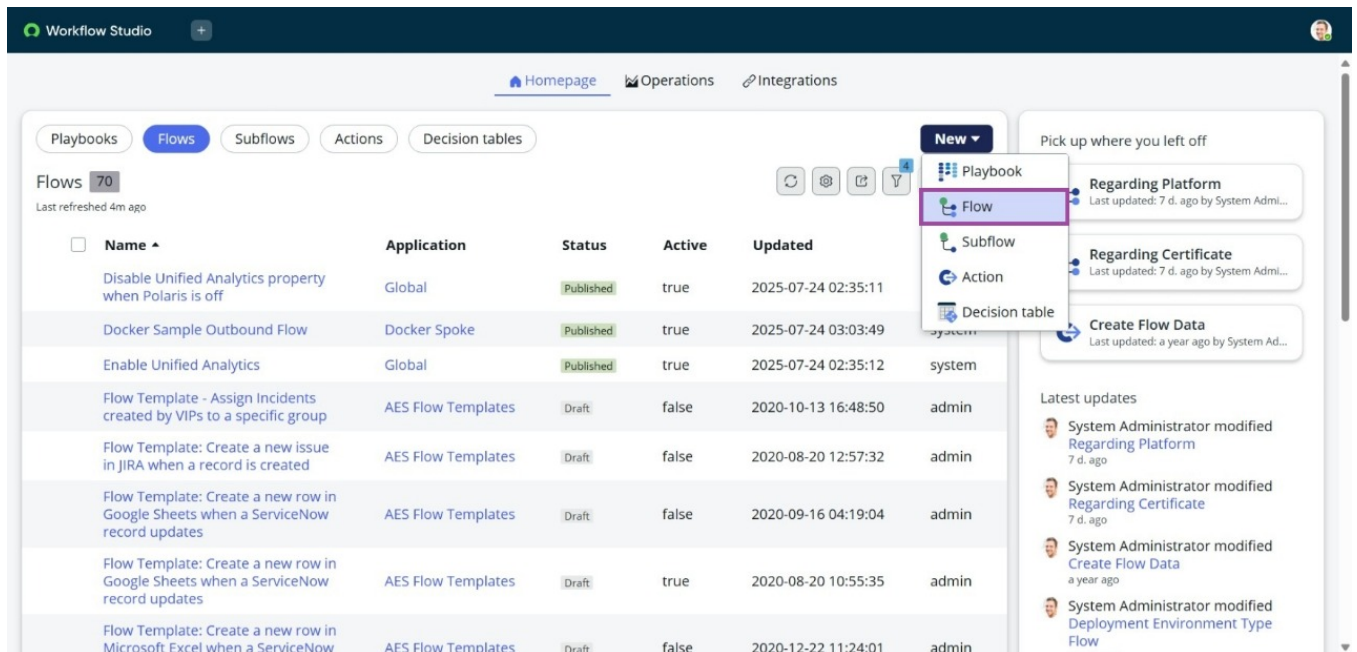 Workflow Studio
+
Homepage Operations Integrations
Playbooks Flows Subflows Actions Decision tables
New
Flows 70
Last refreshed 4m ago
4
Playbook
Flow
Subflow
Action
Decision table
Name Application Status Active Updated
Disable Unified Analytics property
when Polaris is off
Global Published true 2025-07-24 02:35:11
Docker Sample Outbound Flow Docker Spoke Published true 2025-07-24 03:03:49 system
Enable Unified Analytics Global Published true 2025-07-24 02:35:12 system
Flow Template - Assign Incidents
created by VIPs to a specific group
AES Flow Templates Draft false 2020-10-13 16:48:50 admin
Flow Template: Create a new issue
in JIRA when a record is created
AES Flow Templates Draft false 2020-08-20 12:57:32 admin
Flow Template: Create a new row in
Google Sheets when a ServiceNow
record updates
AES Flow Templates Draft false 2020-09-16 04:19:04 admin
Flow Template: Create a new row in
Google Sheets when a ServiceNow
record updates
AES Flow Templates Draft true 2020-08-20 10:55:35 admin
Flow Template: Create a new row in
Microsoft Excel when a ServiceNow
AES Flow Templates Draft false 2020-12-22 11:24:01 admin
Pick up where you left off
Regarding Platform
Last updated: 7 d. ago by System Admi...
Regarding Certificate
Last updated: 7 d. ago by System Admi...
Create Flow Data
Last updated: a year ago by System Ad...
Latest updates
System Administrator modified
Regarding Platform
7 d. ago
System Administrator modified
Regarding Certificate
7 d. ago
System Administrator modified
Create Flow Data
a year ago
System Administrator modified
Deployment Environment Type
Flow